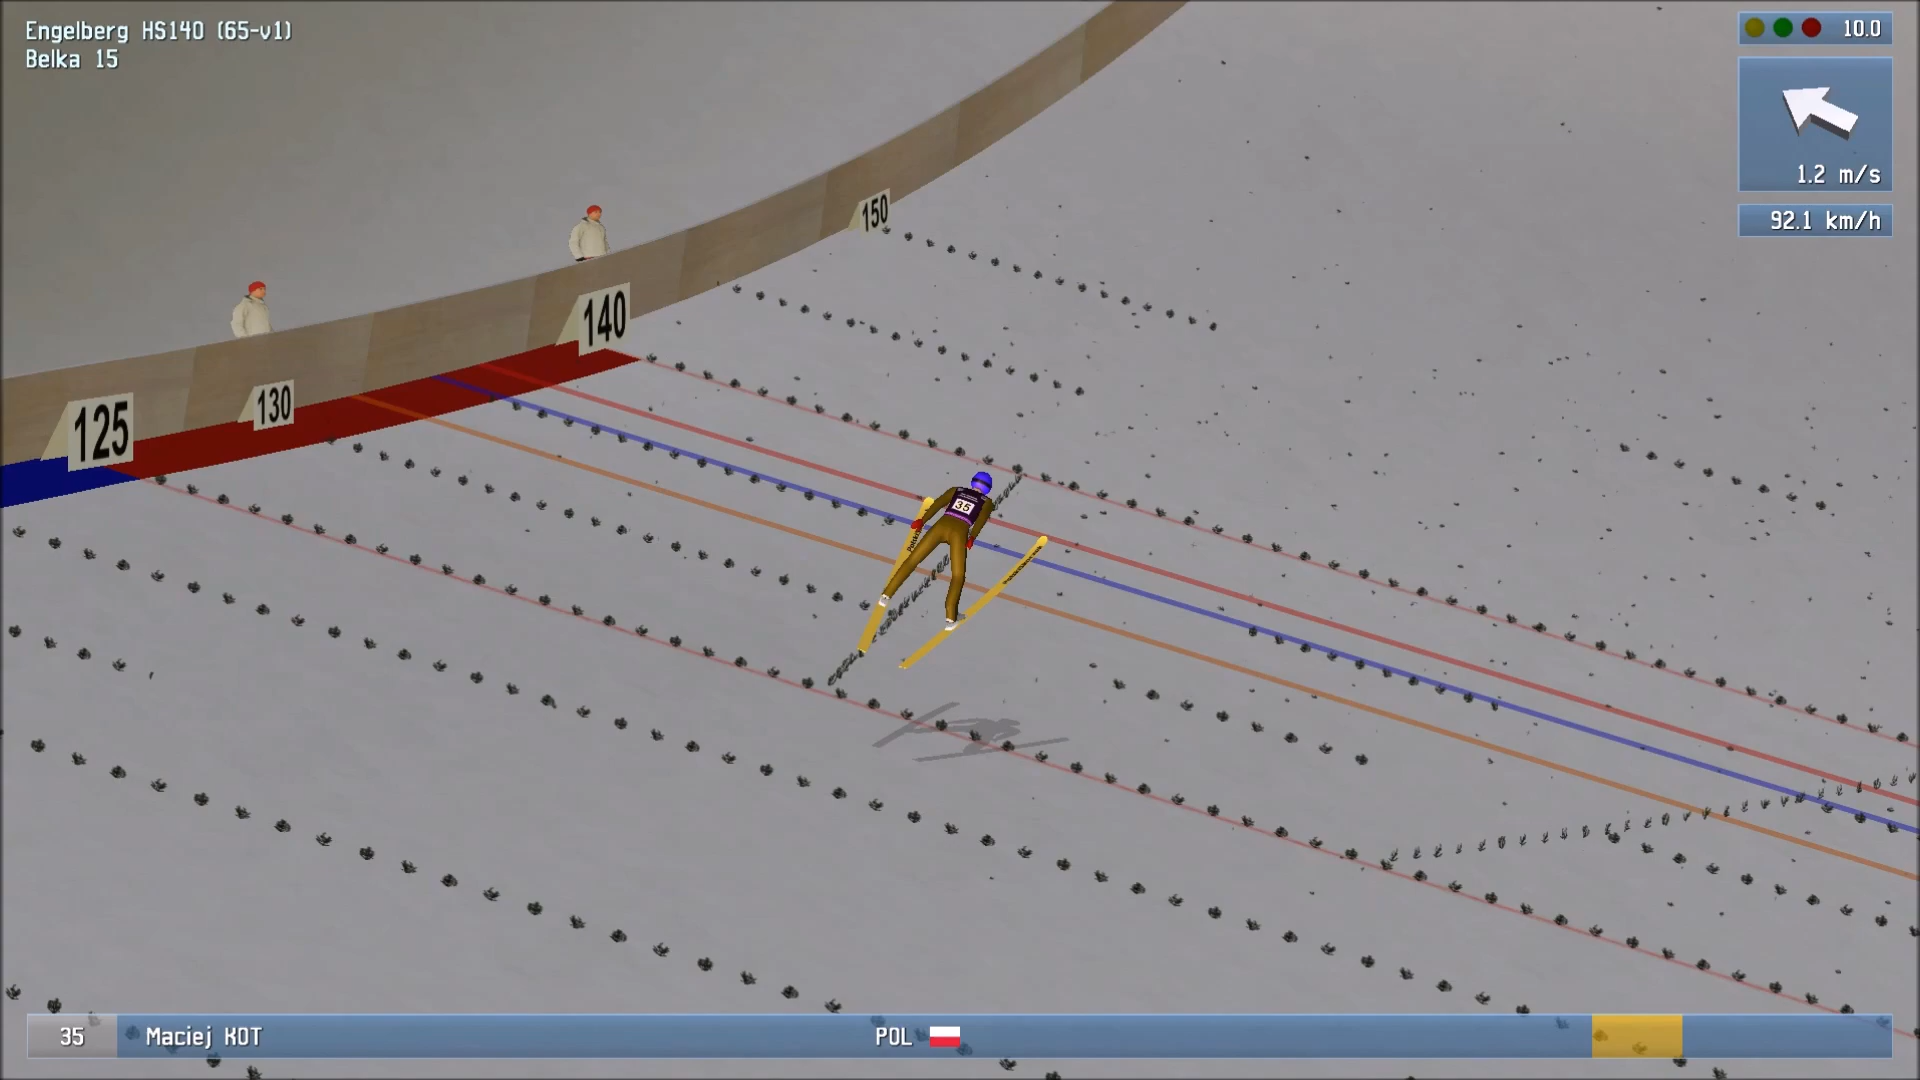 Engelberg HS140 (65-v1)
Belka 15
10.0
1.2 m/s
92.1 km/h
150
140
130
125
35
35 Maciej KOT POL